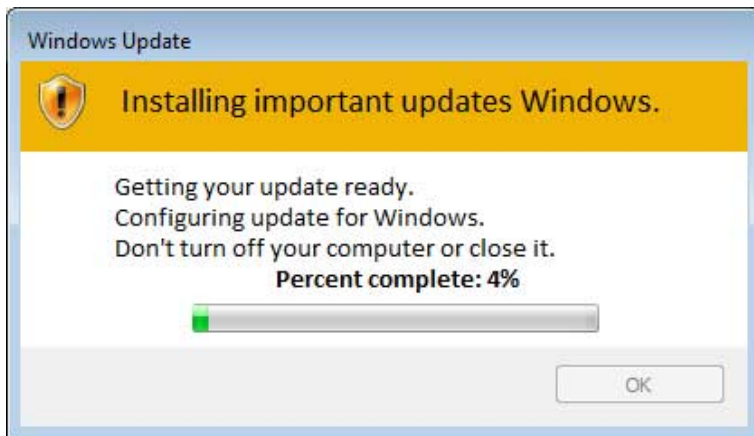 Windows Update
Installing important updates Windows.
Getting your update ready.
Configuring update for Windows.
Don't turn off your computer or close it.
Percent complete: 4%
OK